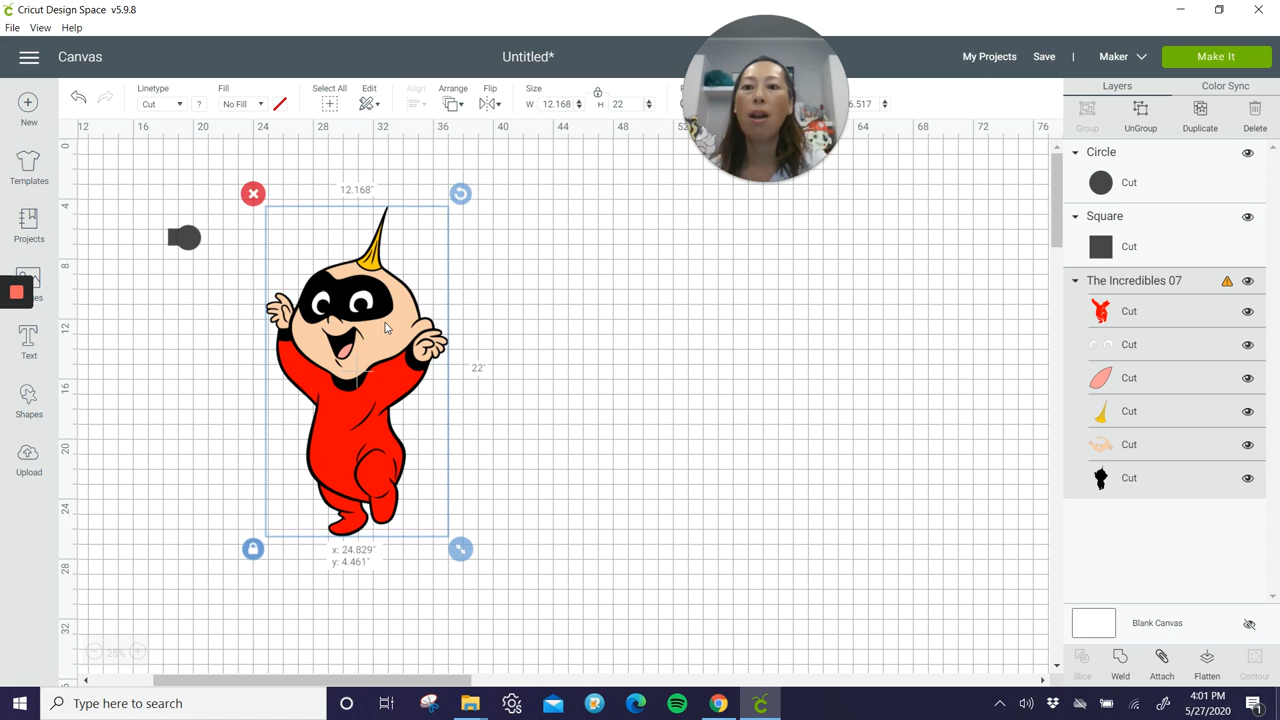 Cricut Design Space v5.9.8
File View Help
Canvas
Untitled*
My Projects Save | Maker Make It
Linetype
Cut ?
Fill
No Fill
Select All
Edit
Align
Arrange
Flip
Size
W 12.168 H 22
6.517
Layers Color Sync
Group UnGroup Duplicate Delete
12 16 20 24 28 32 36 40 44 48 52 64 68 72 76
0
4
8
12
16
20
24
28
32
New
Templates
Projects
Text
Shapes
Upload
12.168"
22"
x: 24.829"
y: 4.461"
25%
Circle
Cut
Square
Cut
The Incredibles 07
Cut
Cut
Cut
Cut
Cut
Cut
Blank Canvas
Slice Weld Attach Flatten Contour
Type here to search
4:01 PM
5/27/2020
1